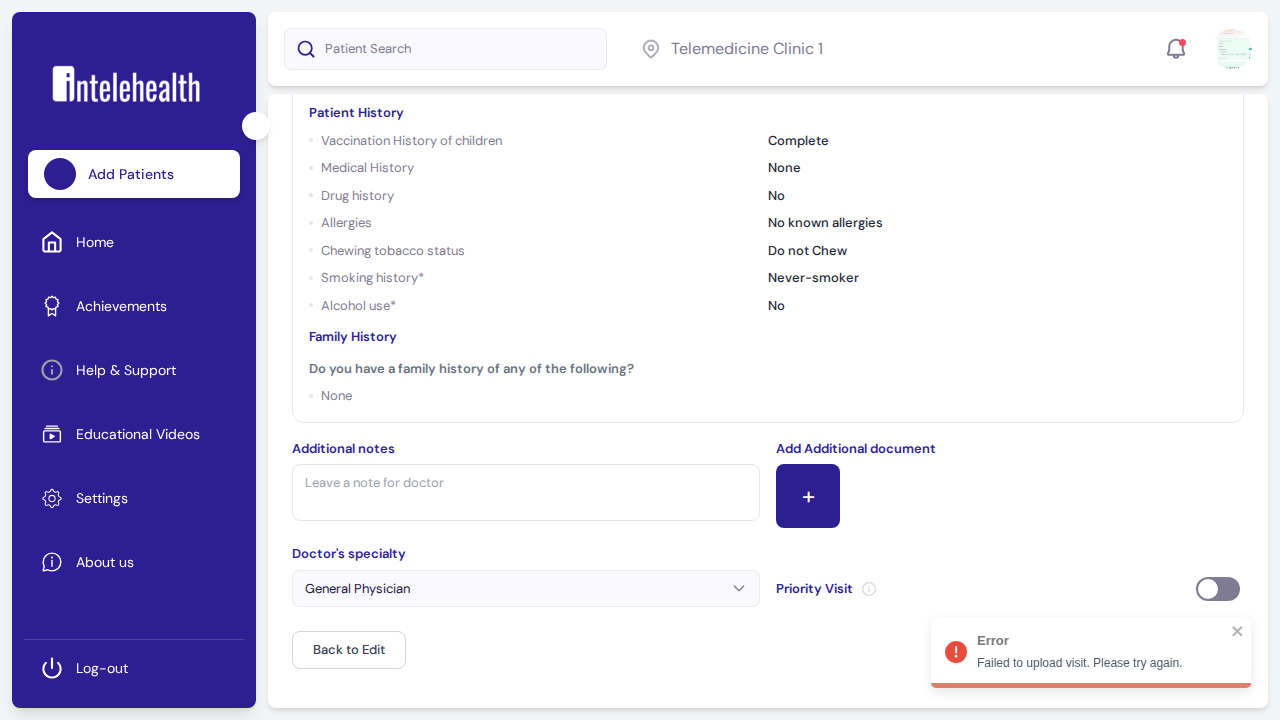 intelehealth
Add Patients
Home
Achievements
Help & Support
Educational Videos
Settings
About us
Log-out
Patient Search
Telemedicine Clinic 1
Patient History
Vaccination History of children Complete
Medical History None
Drug history No
Allergies No known allergies
Chewing tobacco status Do not Chew
Smoking history* Never-smoker
Alcohol use* No
Family History
Do you have a family history of any of the following?
None
Additional notes
Leave a note for doctor
Add Additional document
+
Doctor's specialty
General Physician
Priority Visit
Back to Edit
Error
Failed to upload visit. Please try again.